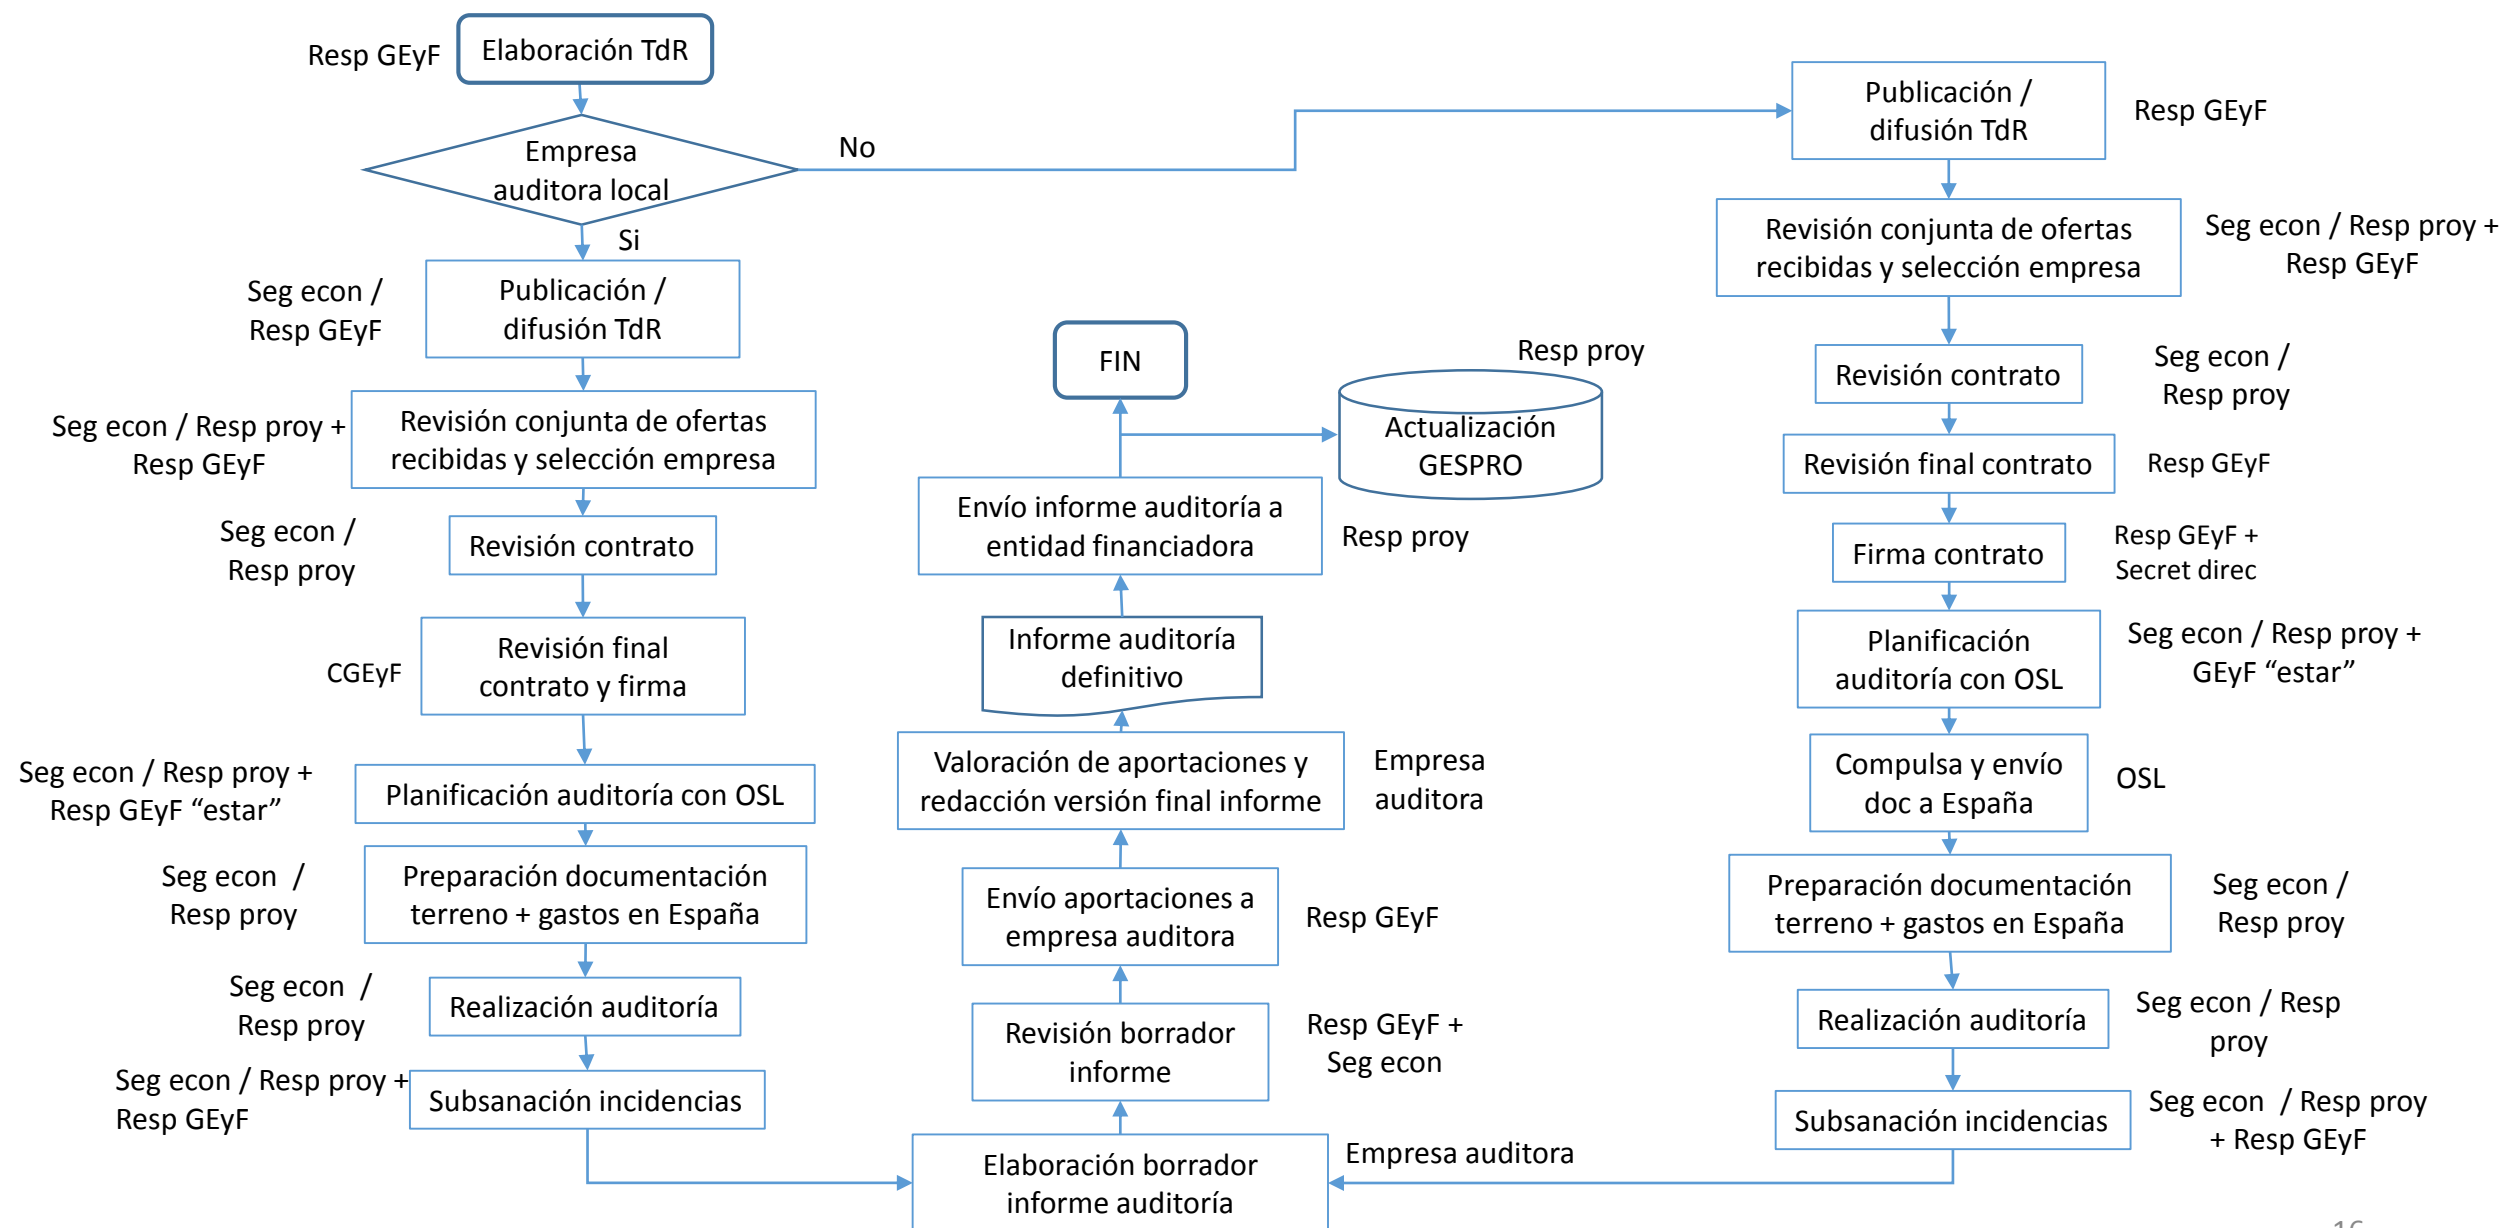 Resp GEyF
Elaboración TdR
Empresa
auditora local
No
Si
Seg econ /
Resp GEyF
Publicación /
difusión TdR
Seg econ / Resp proy +
Resp GEyF
Revisión conjunta de ofertas
recibidas y selección empresa
Seg econ /
Resp proy
Revisión contrato
CGEyF
Revisión final
contrato y firma
Seg econ / Resp proy +
Resp GEyF “estar”
Planificación auditoría con OSL
Seg econ /
Resp proy
Preparación documentación
terreno + gastos en España
Seg econ /
Resp proy
Realización auditoría
Seg econ / Resp proy +
Resp GEyF
Subsanación incidencias
FIN
Resp proy
Actualización
GESPRO
Envío informe auditoría a
entidad financiadora
Resp proy
Informe auditoría
definitivo
Valoración de aportaciones y
redacción versión final informe
Empresa
auditora
Envío aportaciones a
empresa auditora
Resp GEyF
Revisión borrador
informe
Resp GEyF +
Seg econ
Elaboración borrador
informe auditoría
Empresa auditora
Publicación /
difusión TdR
Resp GEyF
Revisión conjunta de ofertas
recibidas y selección empresa
Seg econ / Resp proy +
Resp GEyF
Revisión contrato
Seg econ /
Resp proy
Revisión final contrato
Resp GEyF
Firma contrato
Resp GEyF +
Secret direc
Planificación
auditoría con OSL
Seg econ / Resp proy +
GEyF “estar”
Compulsa y envío
doc a España
OSL
Preparación documentación
terreno + gastos en España
Seg econ /
Resp proy
Realización auditoría
Seg econ / Resp
proy
Subsanación incidencias
Seg econ / Resp proy
+ Resp GEyF